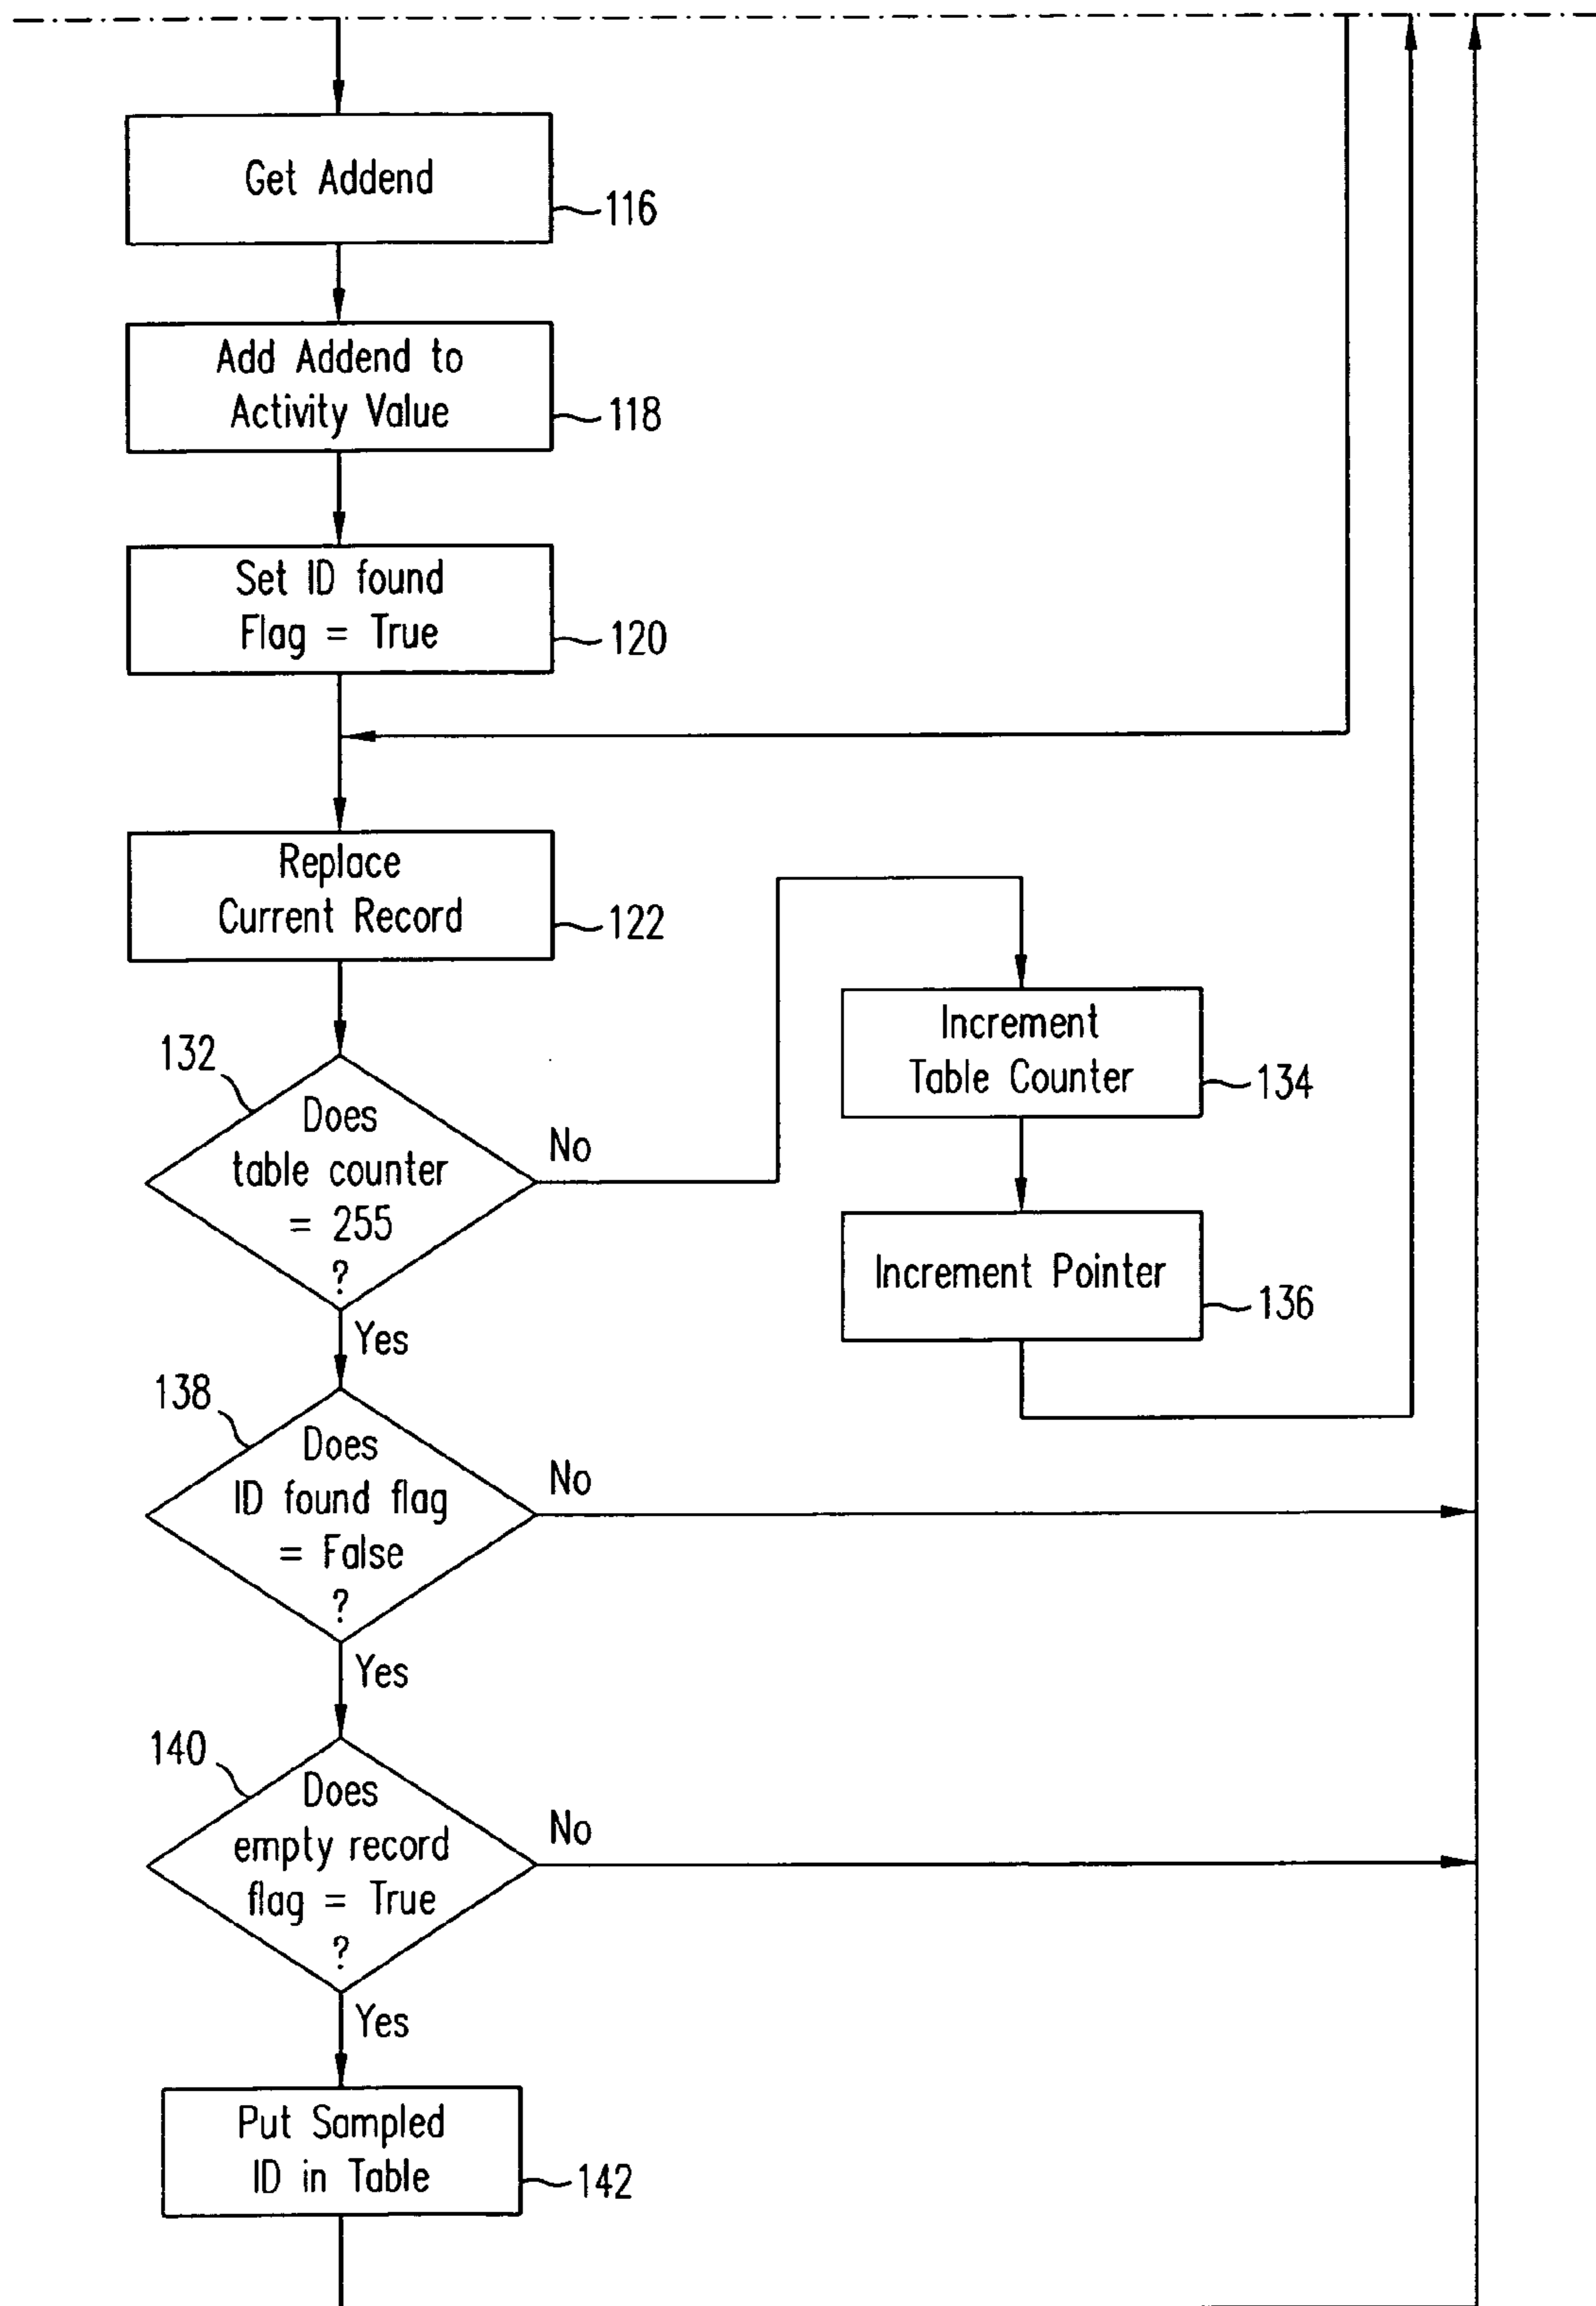 Get Addend
116
Add Addend to
Activity Value
118
Set ID found
Flag = True
120
Replace
Current Record
122
132
Does
table counter
= 255
?
No
Yes
Increment
Table Counter
134
Increment Pointer
136
138
Does
ID found flag
= False
?
No
Yes
140
Does
empty record
flag = True
?
No
Yes
Put Sampled
ID in Table
142